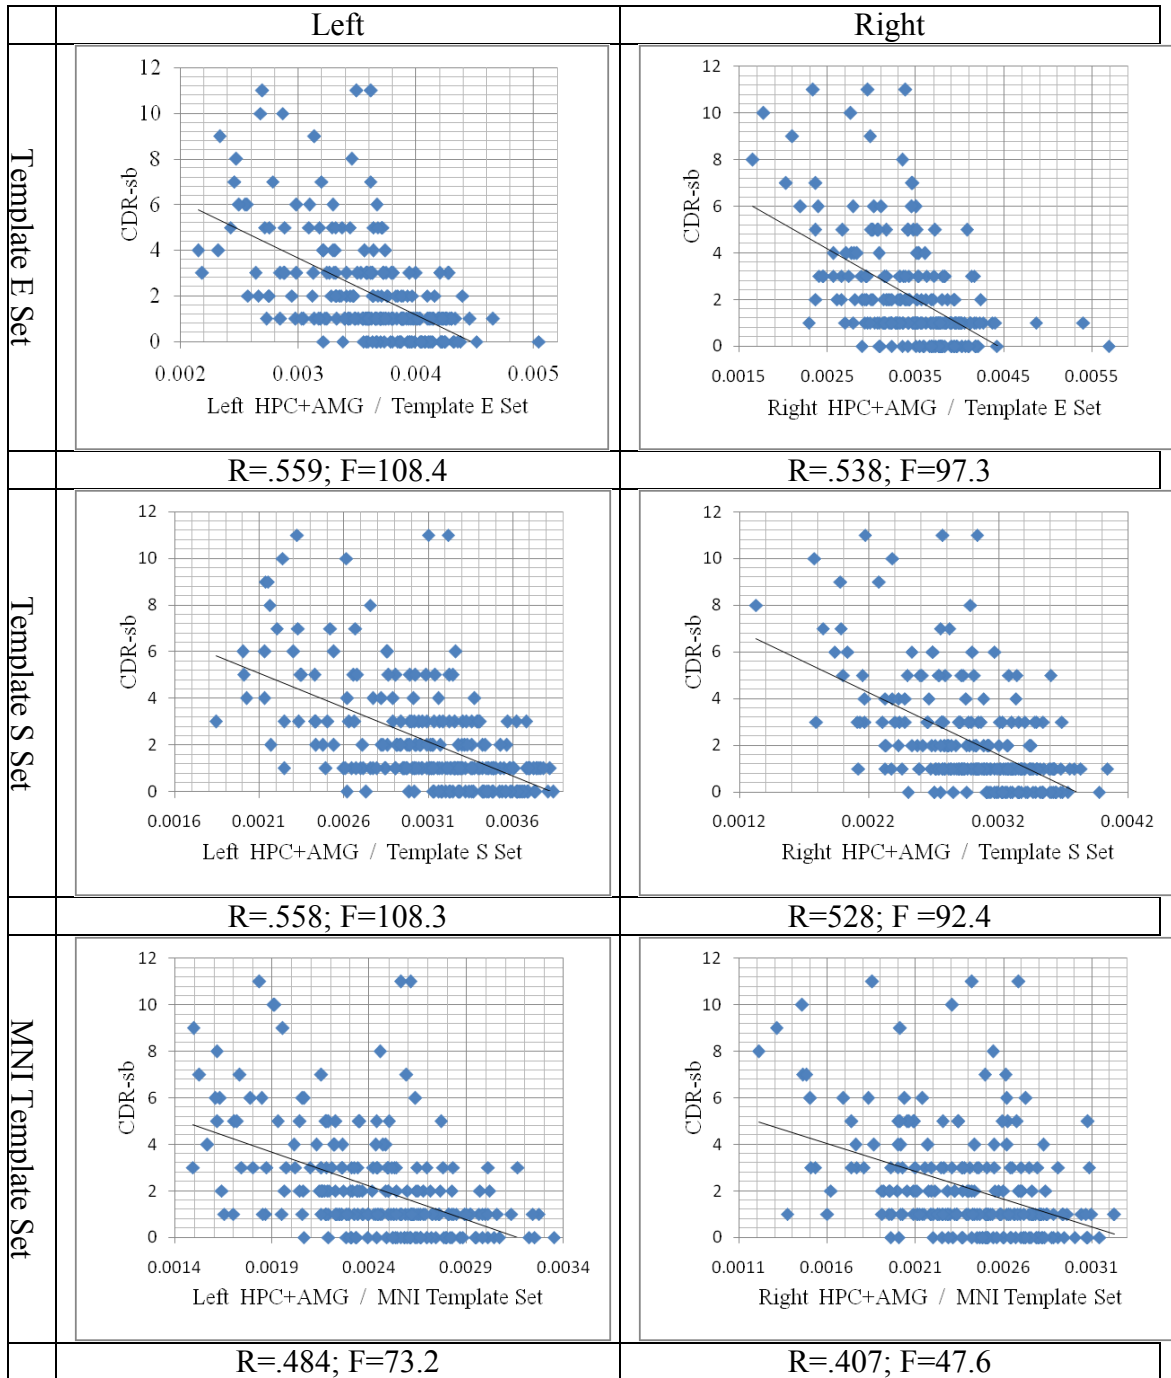 Left Right
Template E Set
12
10
8
6
4
2
0
CDR-sb
0.002 0.003 0.004 0.005
Left HPC+AMG / Template E Set
12
10
8
6
4
2
0
CDR-sb
0.0015 0.0025 0.0035 0.0045 0.0055
Right HPC+AMG / Template E Set
R=.559; F=108.4 R=.538; F=97.3
Template S Set
12
10
8
6
4
2
0
CDR-sb
0.0016 0.0021 0.0026 0.0031 0.0036
Left HPC+AMG / Template S Set
12
10
8
6
4
2
0
CDR-sb
0.0012 0.0022 0.0032 0.0042
Right HPC+AMG / Template S Set
R=.558; F=108.3 R=528; F =92.4
MNI Template Set
12
10
8
6
4
2
0
CDR-sb
0.0014 0.0019 0.0024 0.0029 0.0034
Left HPC+AMG / MNI Template Set
12
10
8
6
4
2
0
CDR-sb
0.0011 0.0016 0.0021 0.0026 0.0031
Right HPC+AMG / MNI Template Set
R=.484; F=73.2 R=.407; F=47.6